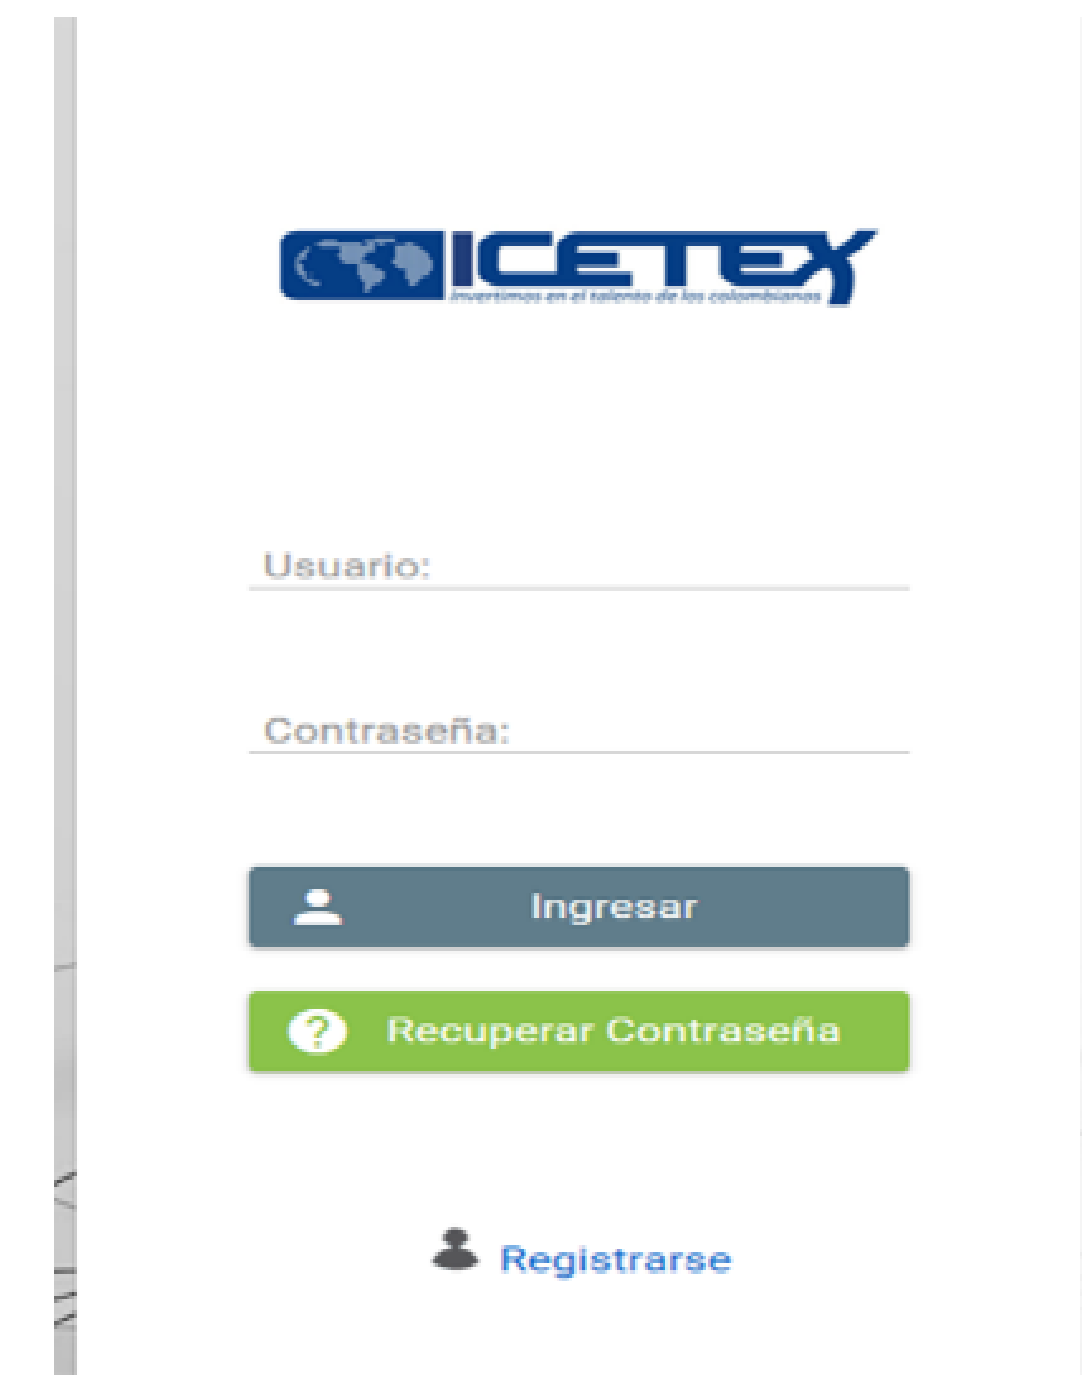 ICETEX
Invertimos en el talento de los colombianos
Usuario:
Contraseña:
Ingresar
? Recuperar Contraseña
Registrarse